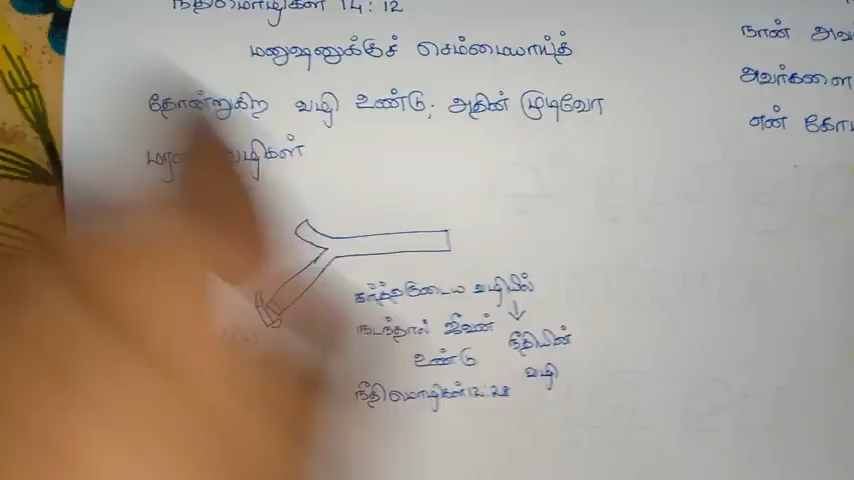 நீதிமொழிகள் 14:12
மனுஷனுக்குச் செம்மையாய்த்
தோன்றுகிற வழி உண்டு; அதின் முடிவோ
வழிகள்
கர்த்தருடைய வழியில்
நடந்தால் ஜீவன்
உண்டு
நீதியின்
வழி
நீதிமொழிகள் 12:28
நான் அவ
அவர்களை
என் கோ